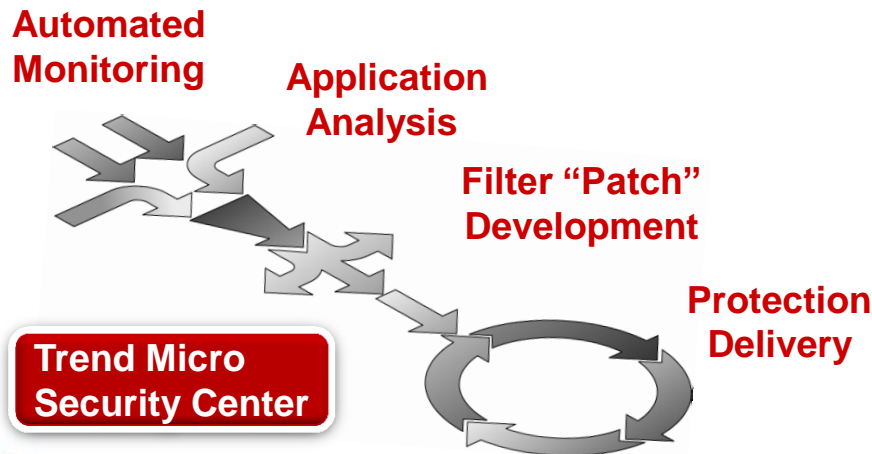 Automated
Monitoring
Application
Analysis
Filter “Patch”
Development
Protection
Delivery
Trend Micro
Security Center